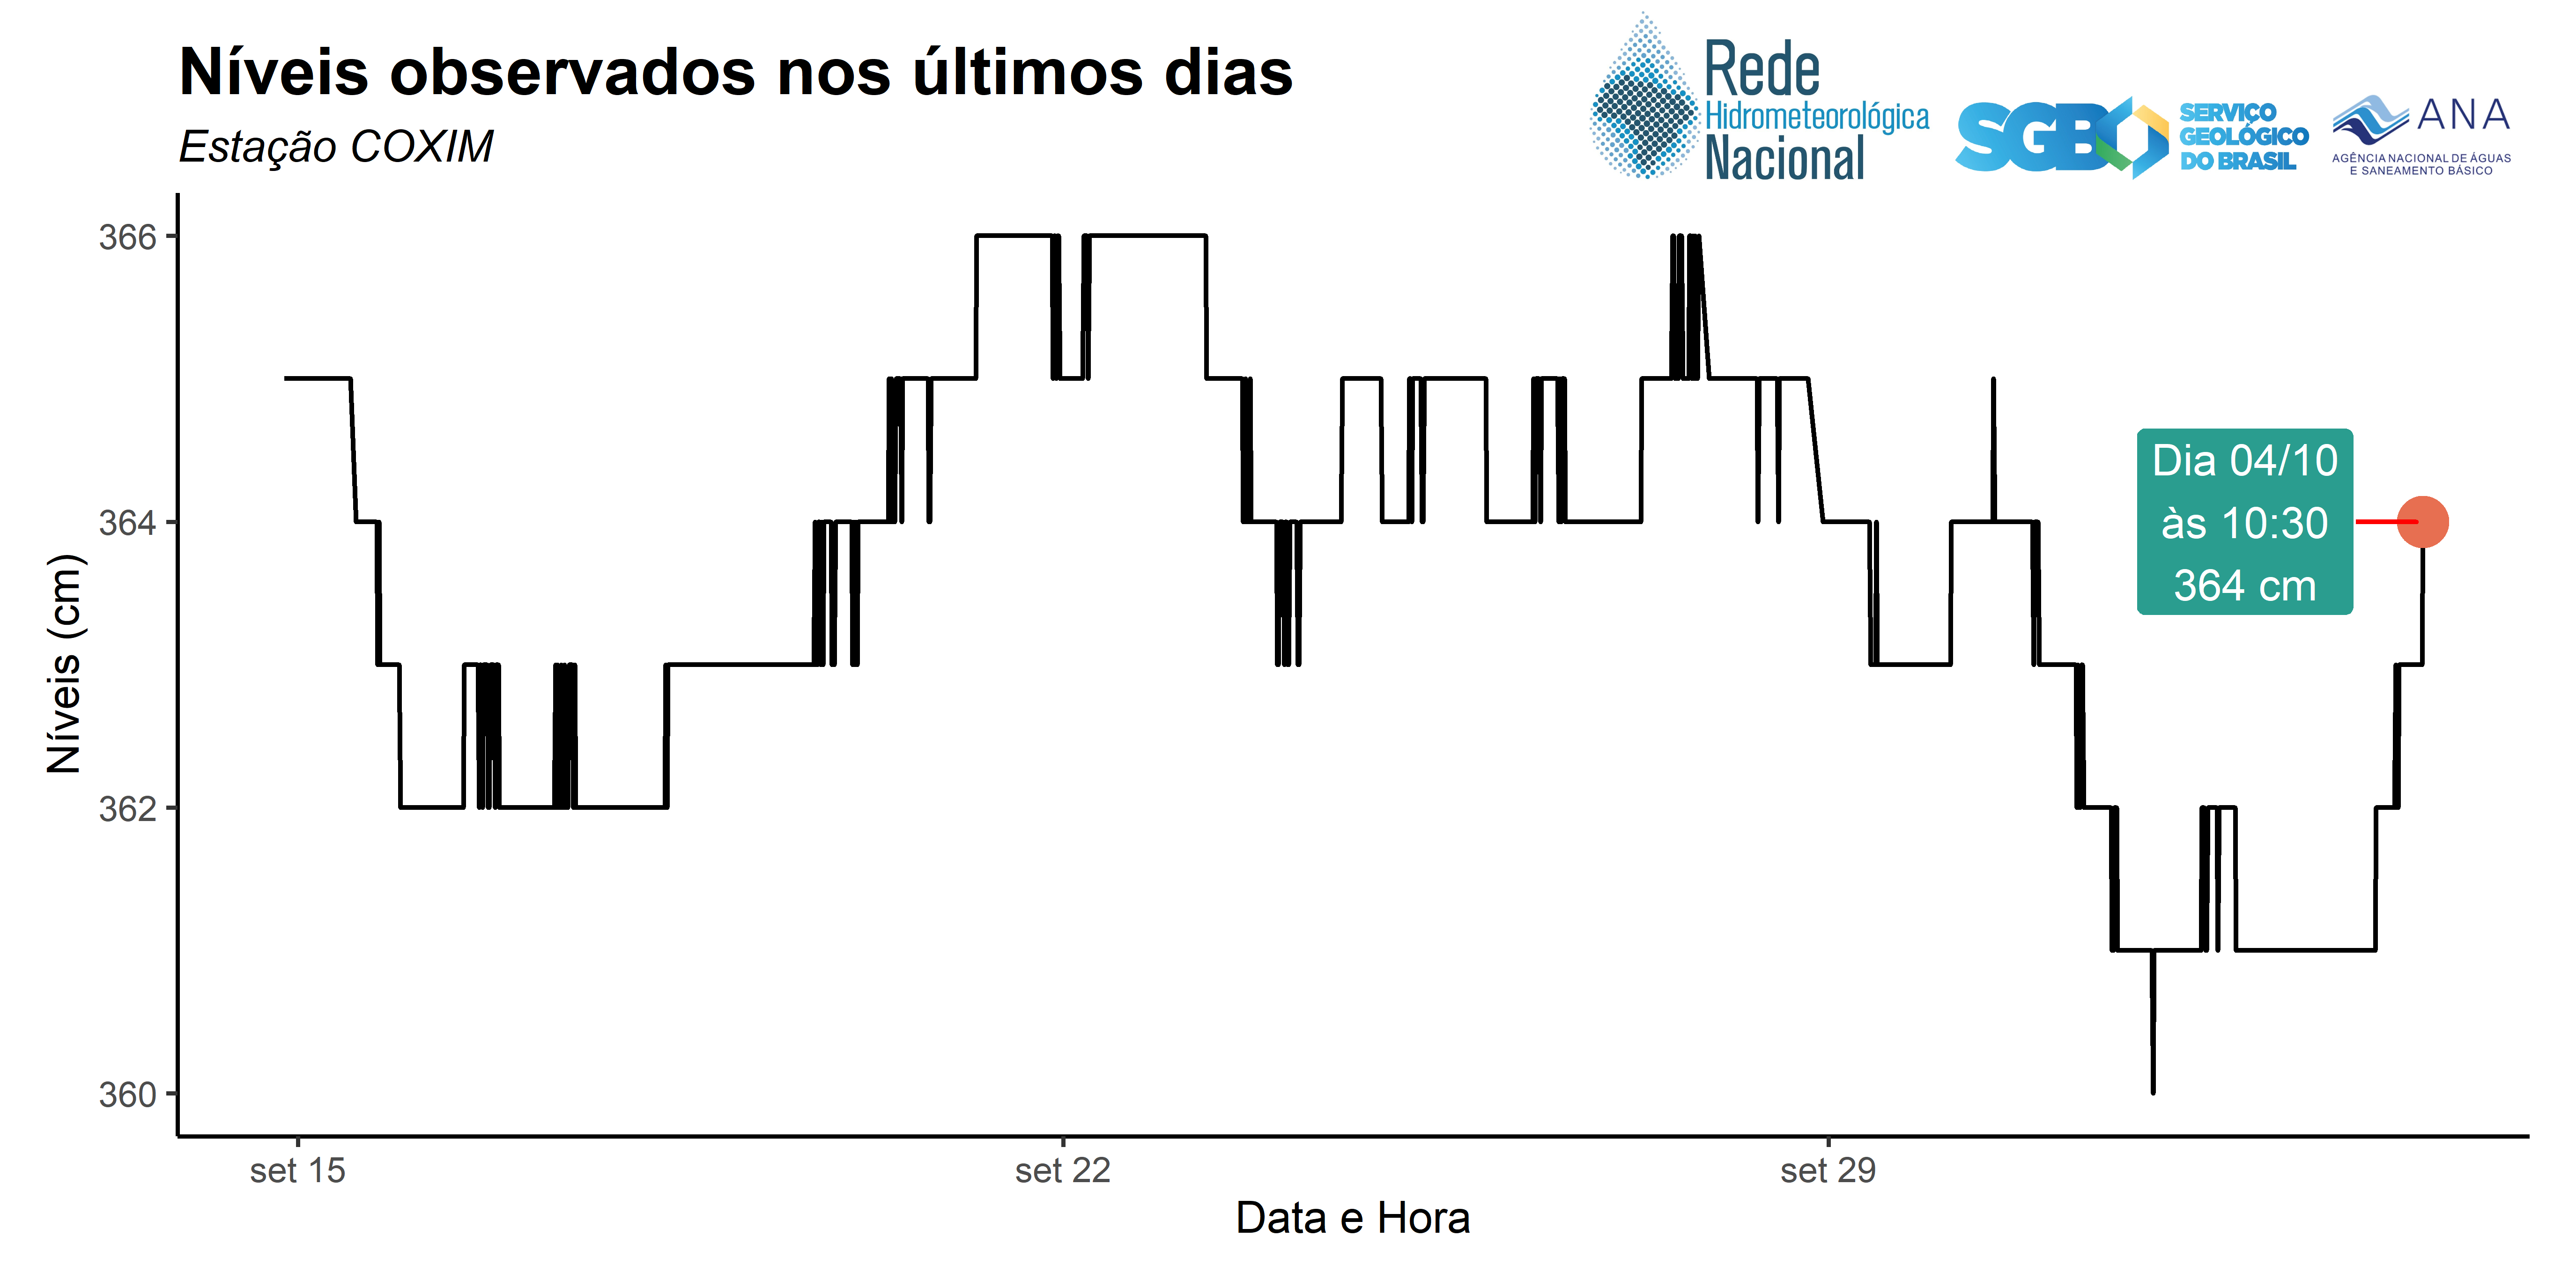 Níveis observados nos últimos dias
Estação COXIM
Rede
Hidrometeorológica
Nacional
SGB
SERVIÇO
GEOLÓGICO
DO BRASIL
ANA
AGÊNCIA NACIONAL DE ÁGUAS
E SANEAMENTO BÁSICO
366
364
362
360
Níveis (cm)
Dia 04/10
às 10:30
364 cm
set 15
set 22
set 29
Data e Hora